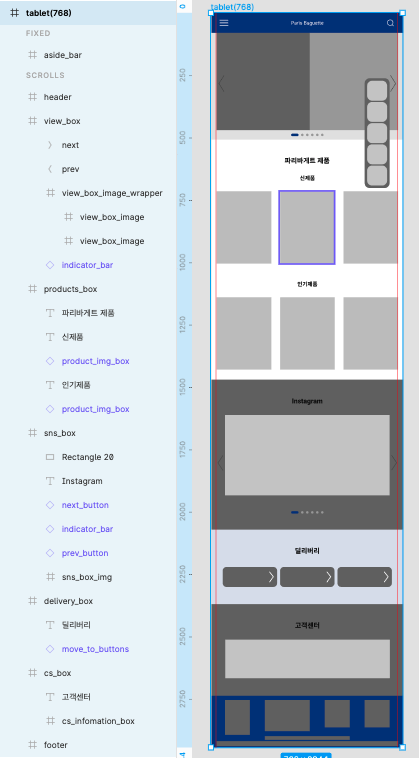 tablet(768)
FIXED
aside_bar
SCROLLS
header
view_box
next
prev
view_box_image_wrapper
view_box_image
view_box_image
indicator_bar
products_box
파리바게트 제품
신제품
product_img_box
인기제품
product_img_box
sns_box
Rectangle 20
Instagram
next_button
indicator_bar
prev_button
sns_box_img
delivery_box
딜리버리
move_to_buttons
cs_box
고객센터
cs_infomation_box
footer
0
250
500
750
1000
1250
1500
1750
2000
2250
2500
2750
tablet(768)
Paris Baguette
파리바게트 제품
신제품
인기제품
Instagram
딜리버리
고객센터